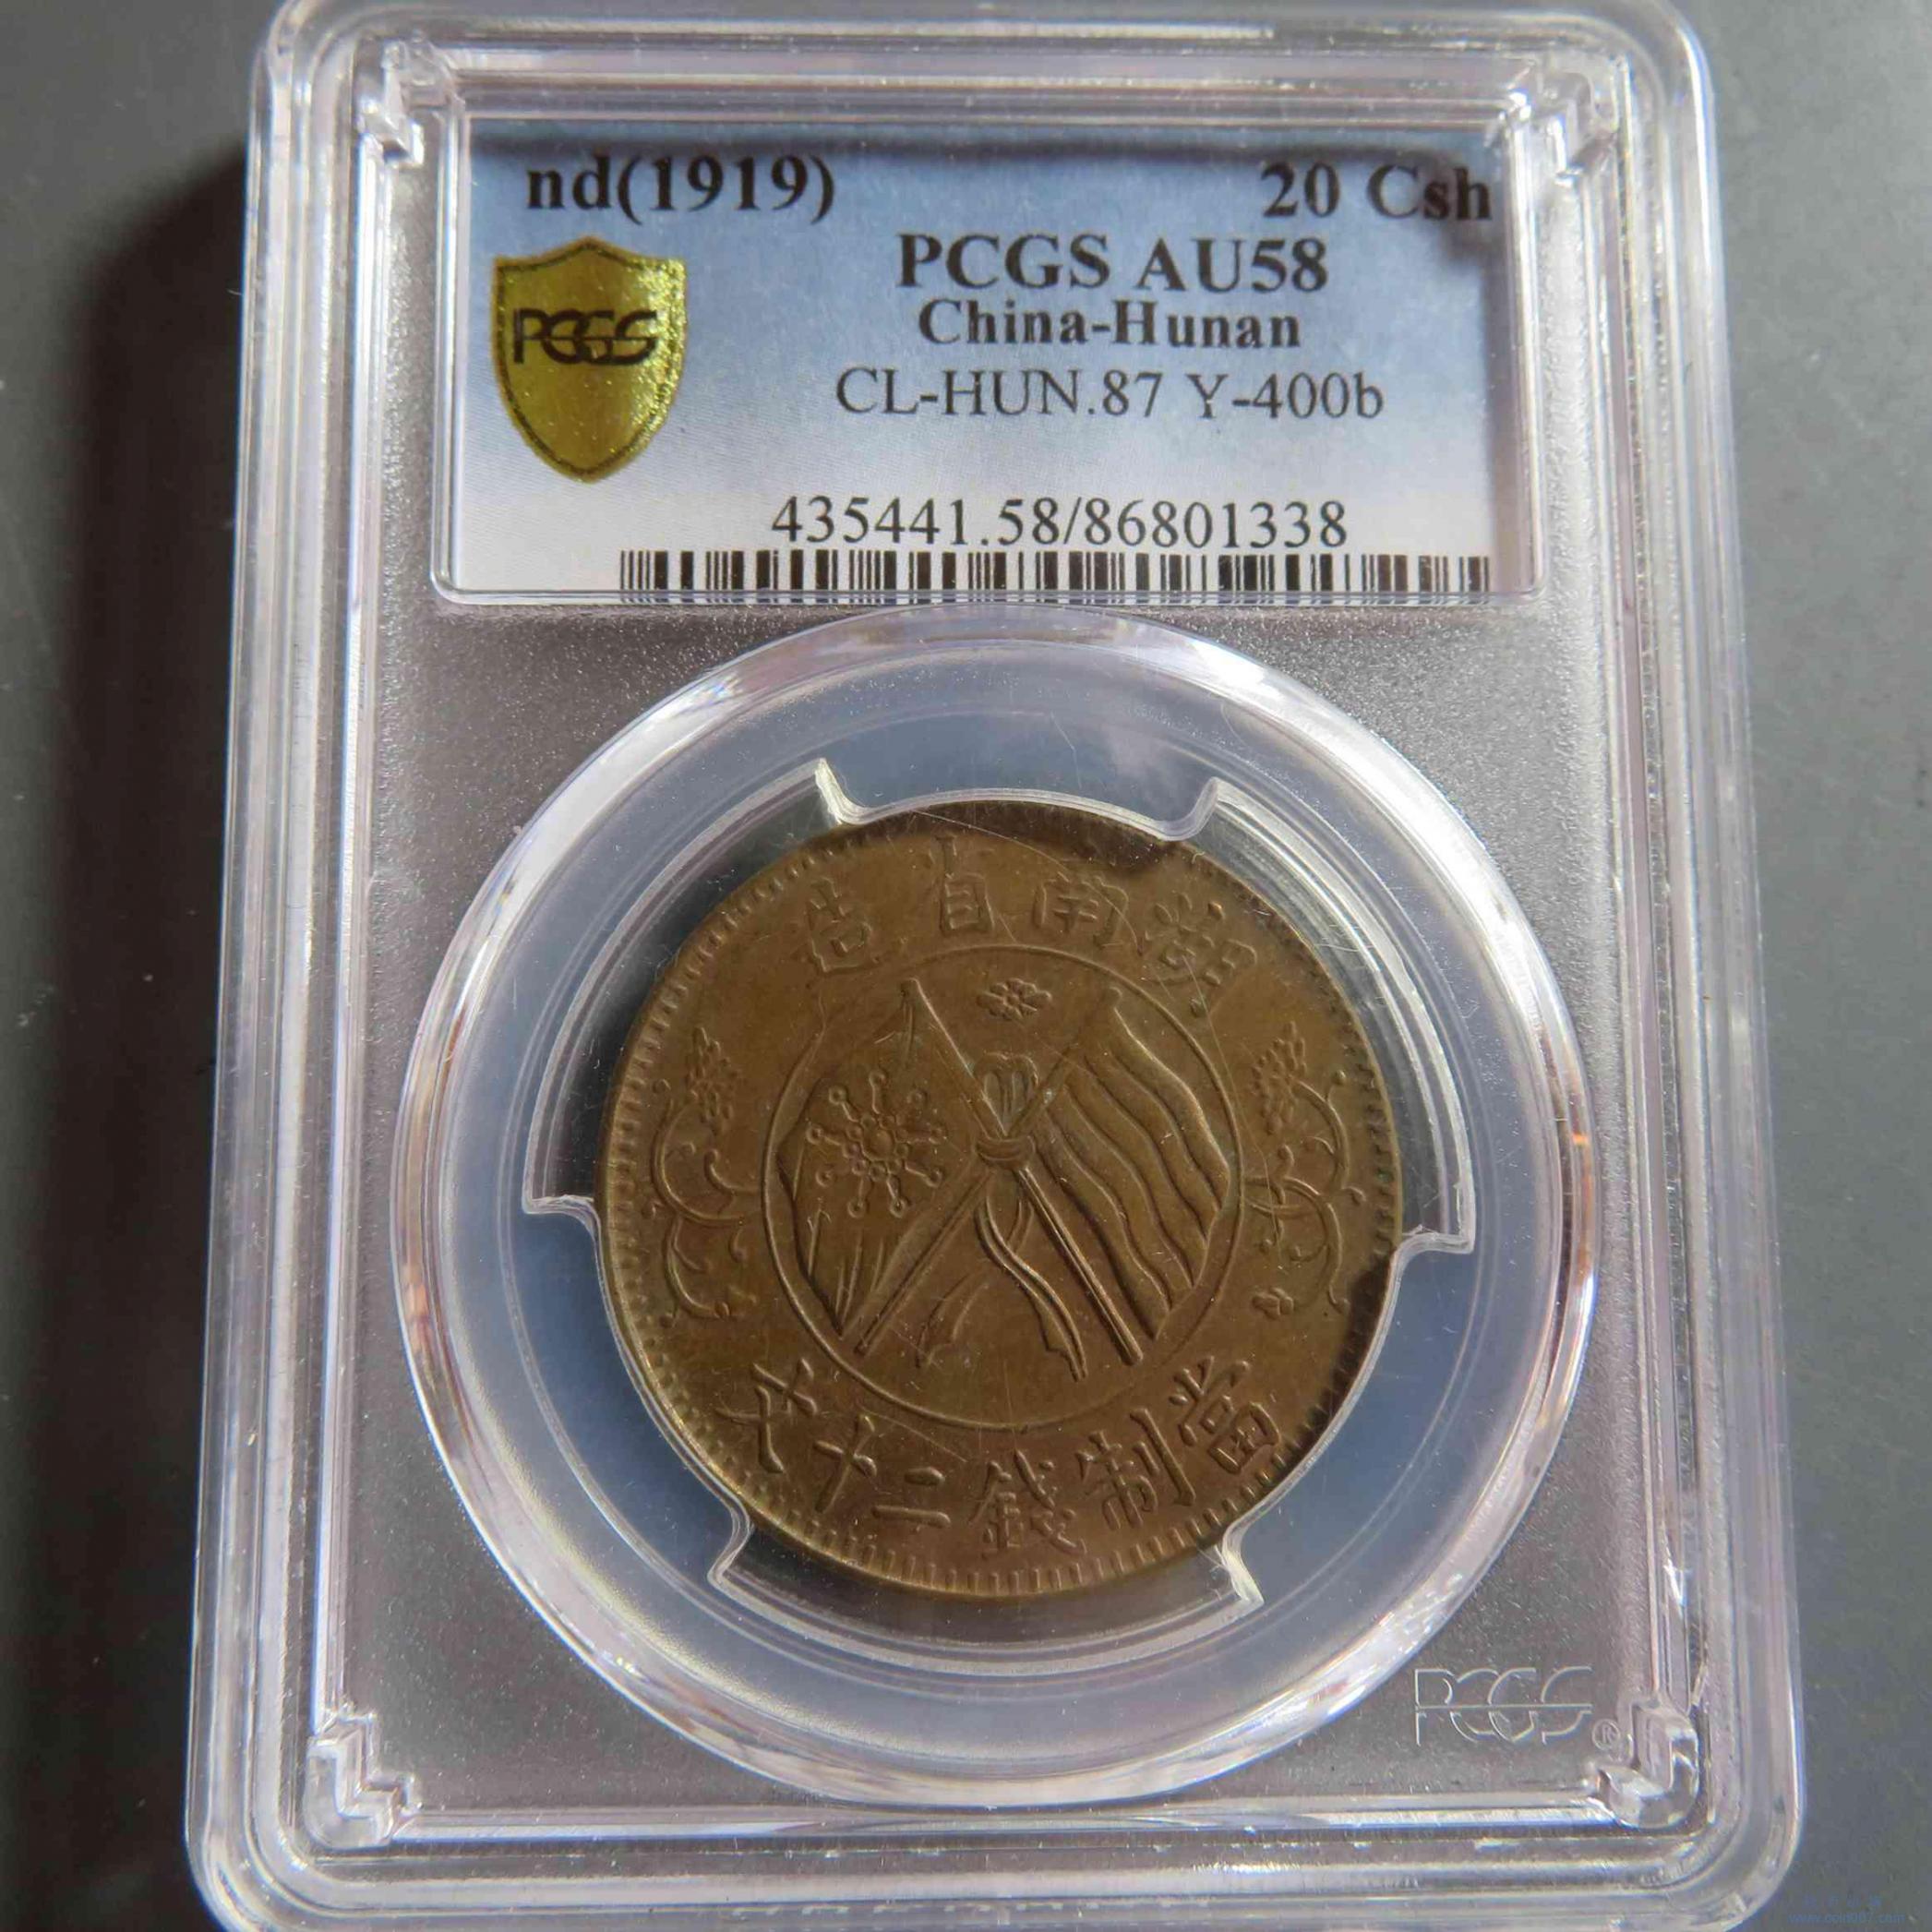 nd(1919) 20 Csh
PCGS AU58
China-Hunan
PCGS
CL-HUN.87 Y-400b
435441.58/86801338
造自南湖
文十二錢制當
PCGS